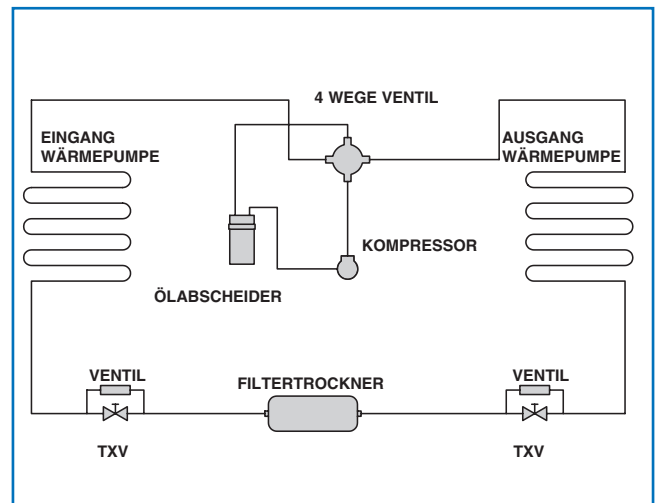 4 WEGE VENTIL
EINGANG
WÄRMEPUMPE
AUSGANG
WÄRMEPUMPE
KOMPRESSOR
ÖLABSCHEIDER
VENTIL
FILTERTROCKNER
VENTIL
TXV
TXV